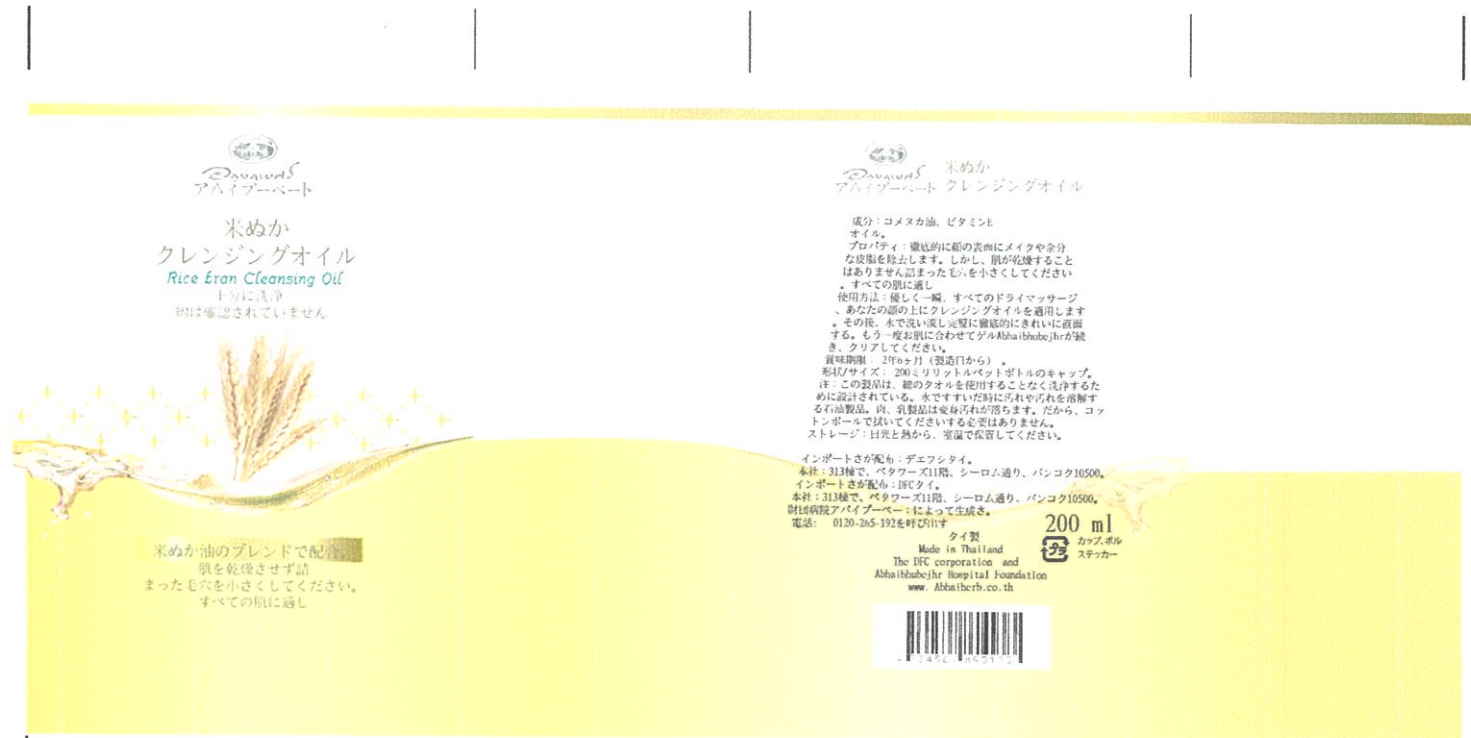 アバイブーベート
米ぬか
クレンジングオイル
Rice Bran Cleansing Oil
十分に洗浄
綿は確認されていません
米ぬか油のブレンドで配合。
肌を乾燥させず詰
まった毛穴を小さくしてください。
すべての肌に適し
アバイブーベート
米ぬか
クレンジングオイル
成分：コメヌカ油、ビタミンE
オイル。
プロパティ：徹底的に顔の表面にメイクや余分
な皮脂を除去します。しかし、肌が乾燥すること
はありません詰まった毛穴を小さくしてください
。すべての肌に適し
使用方法：優しく一瞬、すべてのドライマッサージ
、あなたの顔の上にクレンジングオイルを適用します
。その後、水で洗い流し完璧に徹底的にきれいに直面
する。もう一度お肌に合わせてゲルAbhaibhubejhrが続
き、クリアしてください。
賞味期限： 2年6ヶ月（製造日から）。
形状/サイズ： 200ミリリットルペットボトルのキャップ。
注：この製品は、綿のタオルを使用することなく洗浄するた
めに設計されている。水ですすいだ時に汚れや汚れを溶解す
る石油製品。肉、乳製品は変身汚れが落ちます。だから、コッ
トンボールで拭いてくださいする必要はありません。
ストレージ：日光と熱から、室温で保管してください。
インポートさが配布：デエフシタイ。
本社：313棟で、ペタワーズ11階、シーロム通り、バンコク10500。
インポートさが配布：DFCタイ。
本社：313棟で、ペタワーズ11階、シーロム通り、バンコク10500。
財団病院アバイブーベー：によって生成さ。
電話： 0120-265-192を呼び出す
200 ml
プラ
カップ、ボル
ステッカー
タイ製
Made in Thailand
The DFC corporation and
Abhaibhubejhr Hospital Foundation
www. Abhaiherb.co.th